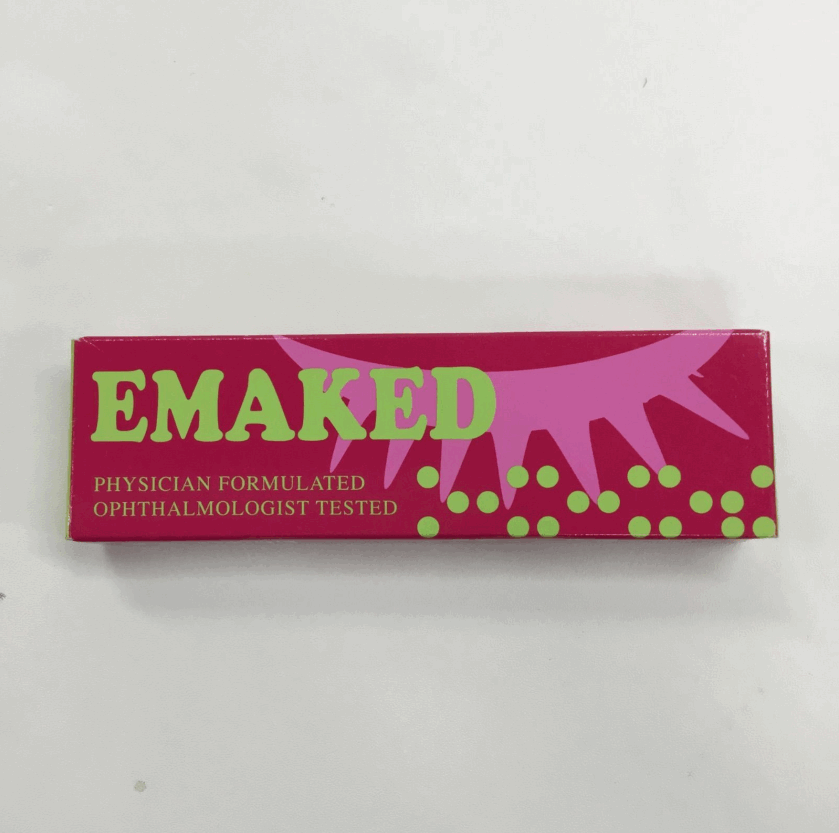 EMAKED
PHYSICIAN FORMULATED
OPHTHALMOLOGIST TESTED